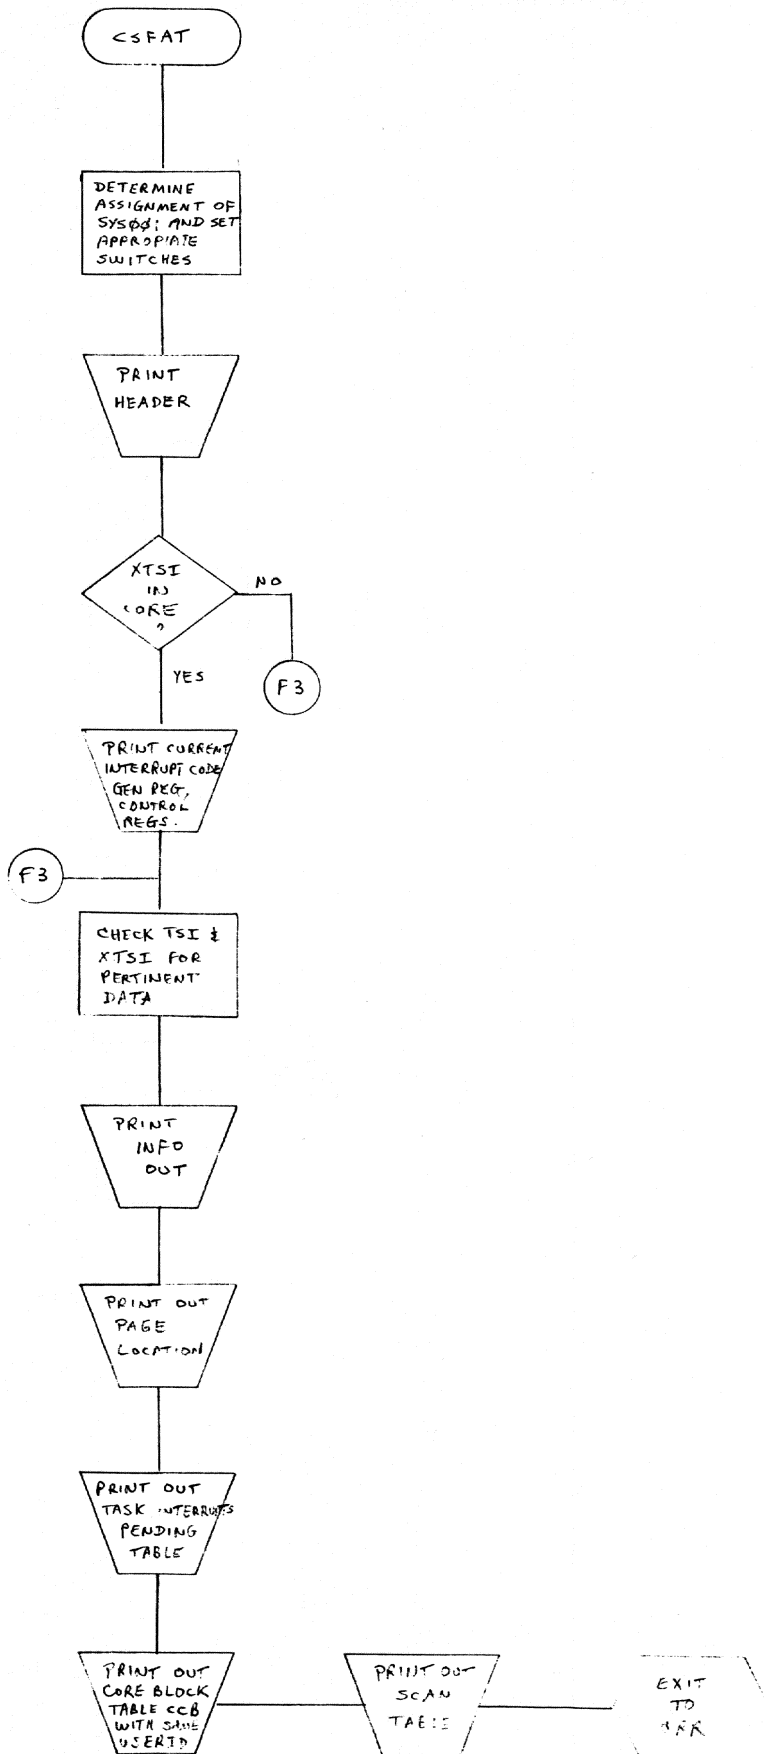 CSFAT
DETERMINE
ASSIGNMENT OF
SYSØØ; AND SET
APPROPIATE
SWITCHES
PRINT
HEADER
XTSI
IN
CORE
?
NO
F3
YES
PRINT CURRENT
INTERRUPT CODE
GEN REG,
CONTROL
REGS.
F3
CHECK TSI &
XTSI FOR
PERTINENT
DATA
PRINT
INFO
OUT
PRINT OUT
PAGE
LOCATION
PRINT OUT
TASK INTERRUPTS
PENDING
TABLE
PRINT OUT
CORE BLOCK
TABLE CCB
WITH SAME
USERID
PRINT OUT
SCAN
TABLE
EXIT
TO